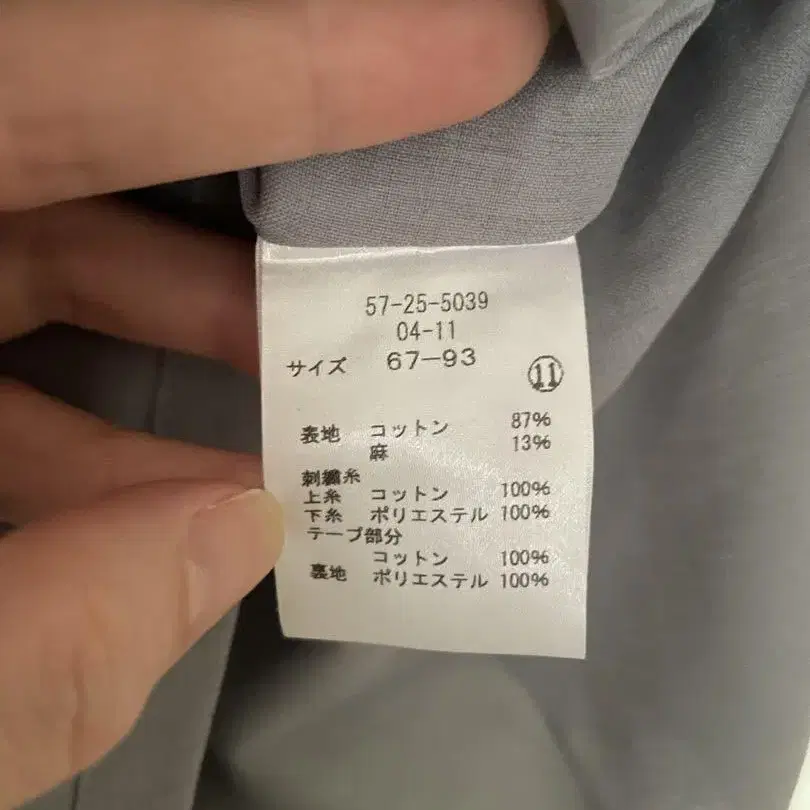 57-25-5039
04-11
サイズ 67-93
⑪
表地 コットン 87%
麻 13%
刺繍糸
上糸 コットン 100%
下糸 ポリエステル 100%
テープ部分
コットン 100%
裏地 ポリエステル 100%